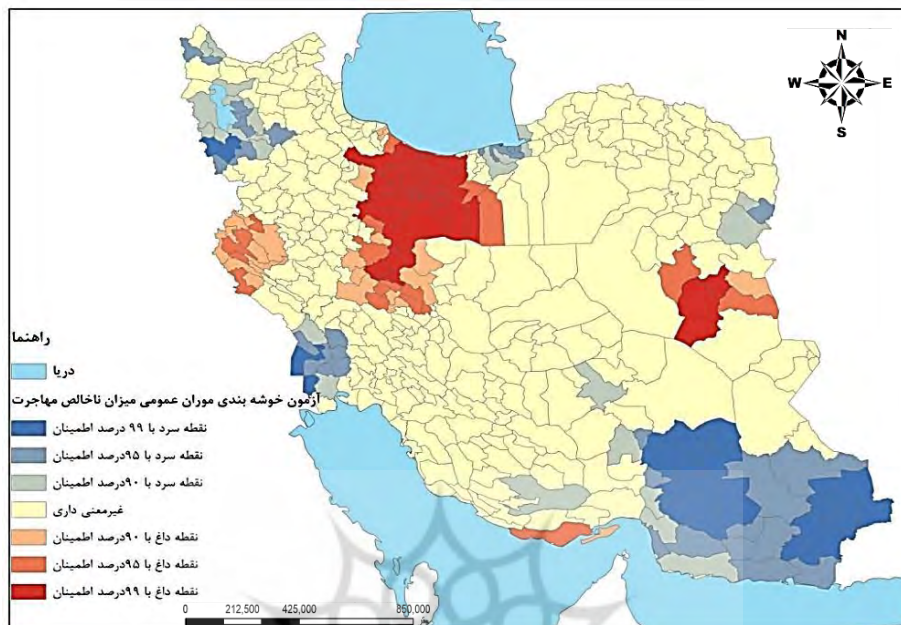 N
W E
S
راهنما
دریا
آزمون خوشه بندی موران عمومی میزان ناخالص مهاجرت
نقطه سرد با ۹۹ درصد اطمینان
نقطه سرد با ۹۵درصد اطمینان
نقطه سرد با ۹۰درصد اطمینان
غیرمعنی داری
نقطه داغ با ۹۰درصد اطمینان
نقطه داغ با ۹۵درصد اطمینان
نقطه داغ با ۹۹درصد اطمینان
0 212,500 425,000 850,000